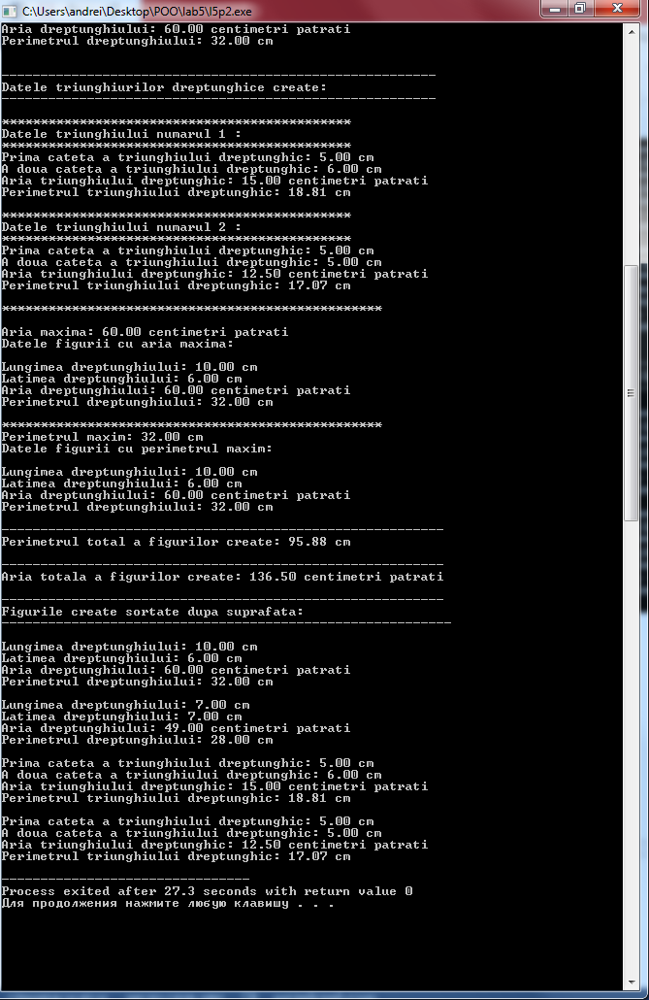 C:\Users\andrei\Desktop\POO\lab5\l5p2.exe
Aria dreptunghiului: 60.00 centimetri patrati
Perimetrul dreptunghiului: 32.00 cm
--------------------------------------------------------
Datele triunghiurilor dreptunghice create:
--------------------------------------------------------
*********************************************
Datele triunghiului numarul 1 :
*********************************************
Prima cateta a triunghiului dreptunghic: 5.00 cm
A doua cateta a triunghiului dreptunghic: 6.00 cm
Aria triunghiului dreptunghic: 15.00 centimetri patrati
Perimetrul triunghiului dreptunghic: 18.81 cm
*********************************************
Datele triunghiului numarul 2 :
*********************************************
Prima cateta a triunghiului dreptunghic: 5.00 cm
A doua cateta a triunghiului dreptunghic: 5.00 cm
Aria triunghiului dreptunghic: 12.50 centimetri patrati
Perimetrul triunghiului dreptunghic: 17.07 cm
*************************************************
Aria maxima: 60.00 centimetri patrati
Datele figurii cu aria maxima:
Lungimea dreptunghiului: 10.00 cm
Latimea dreptunghiului: 6.00 cm
Aria dreptunghiului: 60.00 centimetri patrati
Perimetrul dreptunghiului: 32.00 cm
*************************************************
Perimetrul maxim: 32.00 cm
Datele figurii cu perimetrul maxim:
Lungimea dreptunghiului: 10.00 cm
Latimea dreptunghiului: 6.00 cm
Aria dreptunghiului: 60.00 centimetri patrati
Perimetrul dreptunghiului: 32.00 cm
---------------------------------------------------------
Perimetrul total a figurilor create: 95.88 cm
---------------------------------------------------------
Aria totala a figurilor create: 136.50 centimetri patrati
---------------------------------------------------------
Figurile create sortate dupa suprafata:
----------------------------------------------------------
Lungimea dreptunghiului: 10.00 cm
Latimea dreptunghiului: 6.00 cm
Aria dreptunghiului: 60.00 centimetri patrati
Perimetrul dreptunghiului: 32.00 cm
Lungimea dreptunghiului: 7.00 cm
Latimea dreptunghiului: 7.00 cm
Aria dreptunghiului: 49.00 centimetri patrati
Perimetrul dreptunghiului: 28.00 cm
Prima cateta a triunghiului dreptunghic: 5.00 cm
A doua cateta a triunghiului dreptunghic: 6.00 cm
Aria triunghiului dreptunghic: 15.00 centimetri patrati
Perimetrul triunghiului dreptunghic: 18.81 cm
Prima cateta a triunghiului dreptunghic: 5.00 cm
A doua cateta a triunghiului dreptunghic: 5.00 cm
Aria triunghiului dreptunghic: 12.50 centimetri patrati
Perimetrul triunghiului dreptunghic: 17.07 cm
--------------------------------
Process exited after 27.3 seconds with return value 0
Для продолжения нажмите любую клавишу . . .